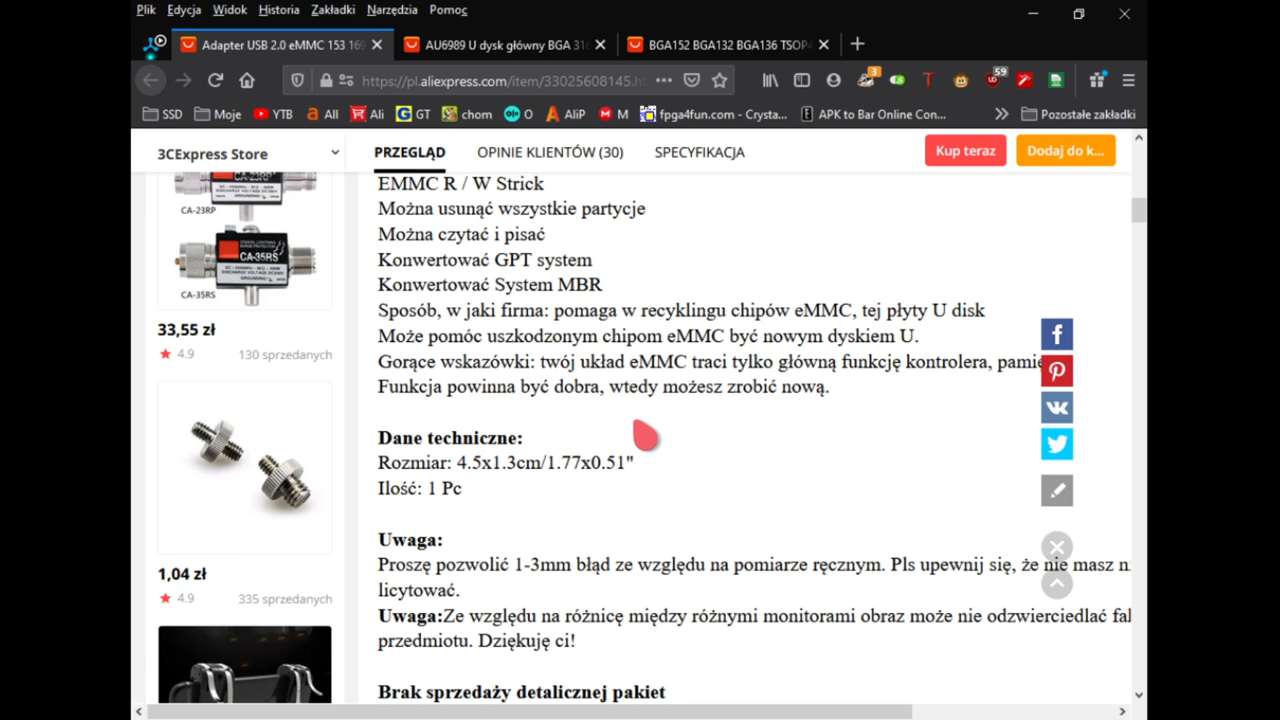 Plik Edycja Widok Historia Zakładki Narzędzia Pomoc
Adapter USB 2.0 eMMC 153 169
AU6989 U dysk główny BGA 316
BGA152 BGA132 BGA136 TSOP4
https://pl.aliexpress.com/item/33025608145.ht
3
59
SSD Moje YTB All Ali GT chom O AliP M fpga4fun.com - Crysta... APK to Bar Online Con... Pozostałe zakładki
3CExpress Store
PRZEGLĄD OPINIE KLIENTÓW (30) SPECYFIKACJA
Kup teraz Dodaj do k...
CA-23RP
CA-23RP
CA-35RS
CA-35RS
33,55 zł
4.9 130 sprzedanych
1,04 zł
4.9 335 sprzedanych
EMMC R / W Strick
Można usunąć wszystkie partycje
Można czytać i pisać
Konwertować GPT system
Konwertować System MBR
Sposób, w jaki firma: pomaga w recyklingu chipów eMMC, tej płyty U disk
Może pomóc uszkodzonym chipom eMMC być nowym dyskiem U.
Gorące wskazówki: twój układ eMMC traci tylko główną funkcję kontrolera, pamię
Funkcja powinna być dobra, wtedy możesz zrobić nową.
Dane techniczne:
Rozmiar: 4.5x1.3cm/1.77x0.51"
Ilość: 1 Pc
Uwaga:
Proszę pozwolić 1-3mm błąd ze względu na pomiarze ręcznym. Pls upewnij się, że nie masz n
licytować.
Uwaga:Ze względu na różnicę między różnymi monitorami obraz może nie odzwierciedlać fak
przedmiotu. Dziękuję ci!
Brak sprzedaży detalicznej pakiet